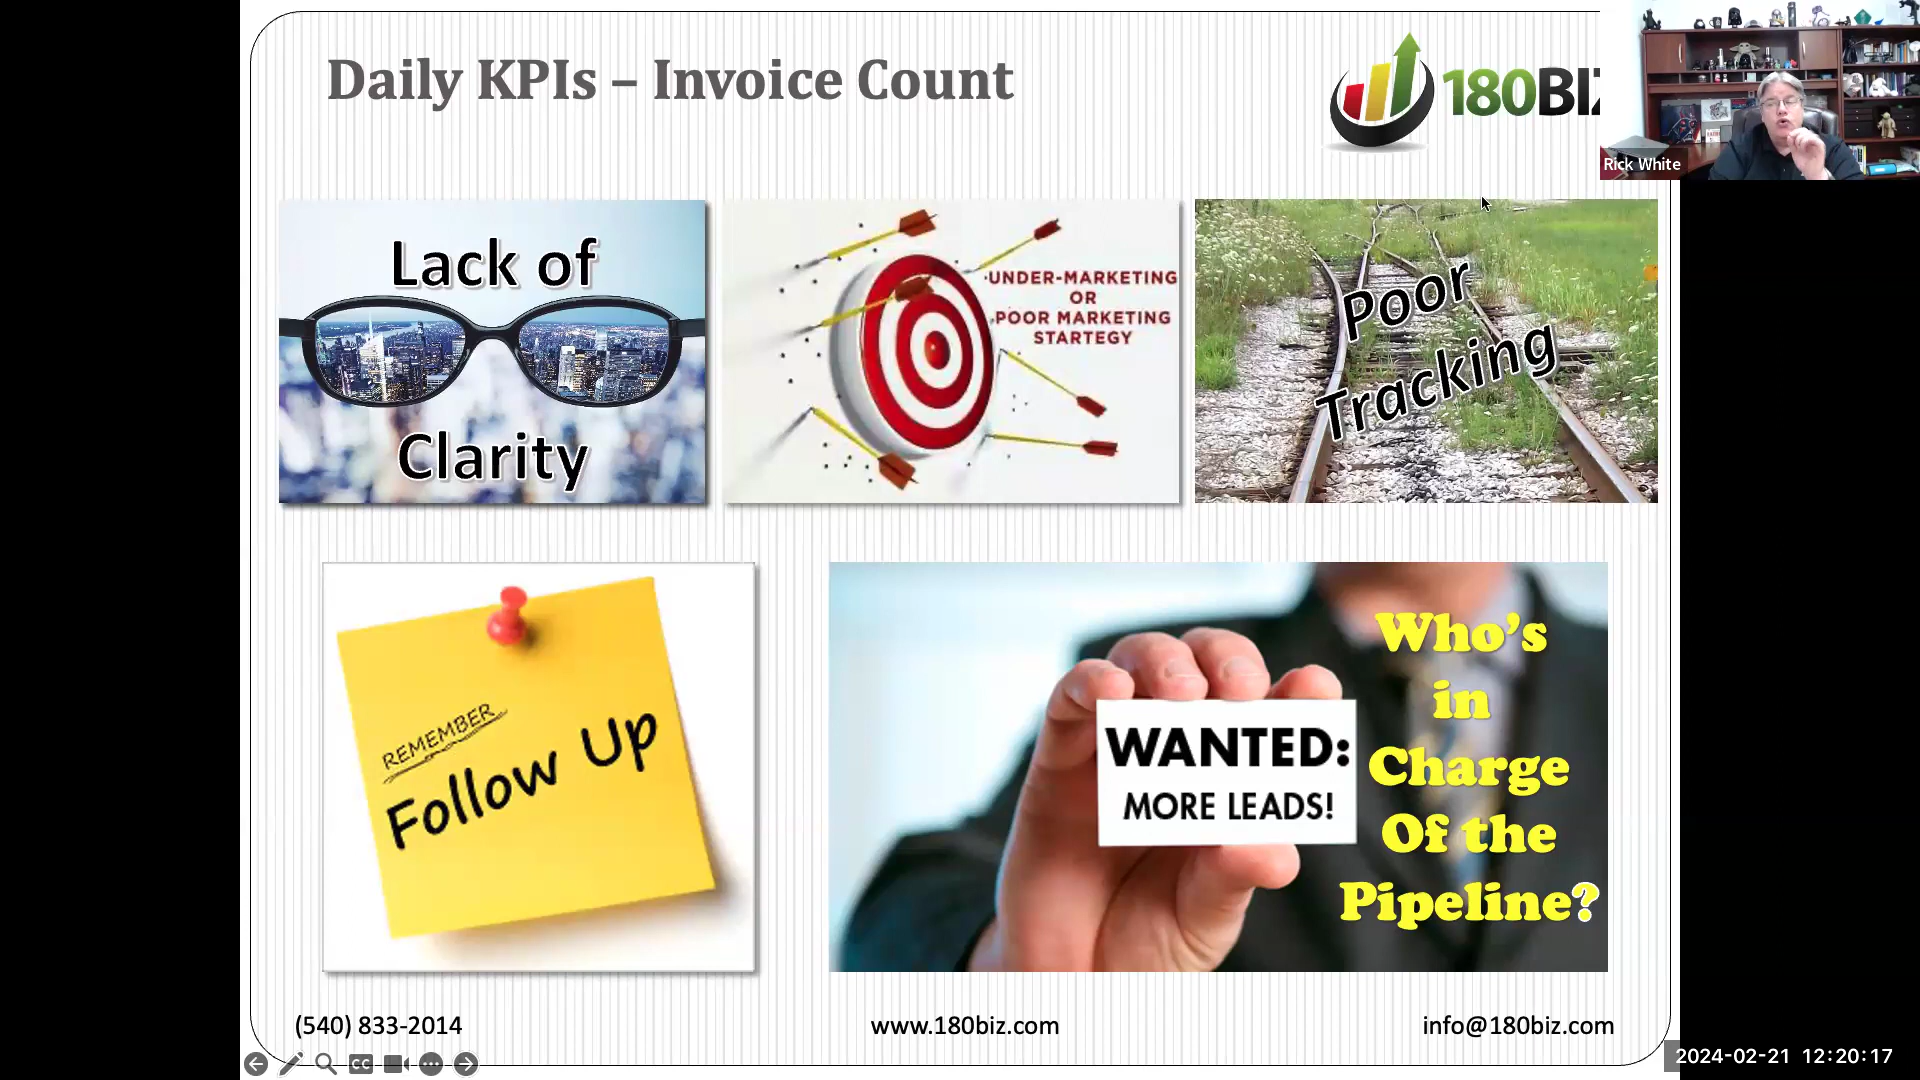 Daily KPIs – Invoice Count
180BIZ
Rick White
Lack of
Clarity
UNDER-MARKETING
OR
POOR MARKETING
STARTEGY
Poor
Tracking
REMEMBER
Follow Up
WANTED:
MORE LEADS!
Who's
in
Charge
Of the
Pipeline?
(540) 833-2014
www.180biz.com
info@180biz.com
CC
2024-02-21 12:20:17